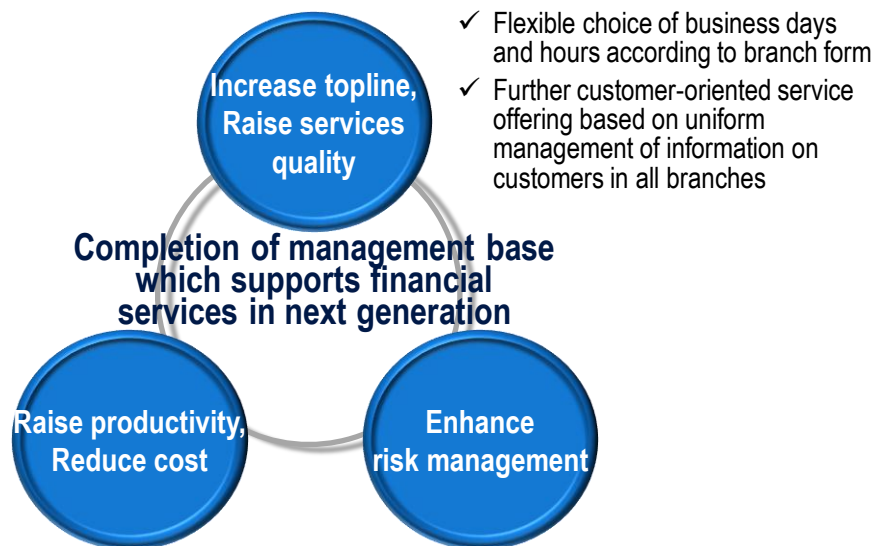 Increase topline,
Raise services
quality
✓ Flexible choice of business days
and hours according to branch form
✓ Further customer-oriented service
offering based on uniform
management of information on
customers in all branches
Completion of management base
which supports financial
services in next generation
Raise productivity,
Reduce cost
Enhance
risk management